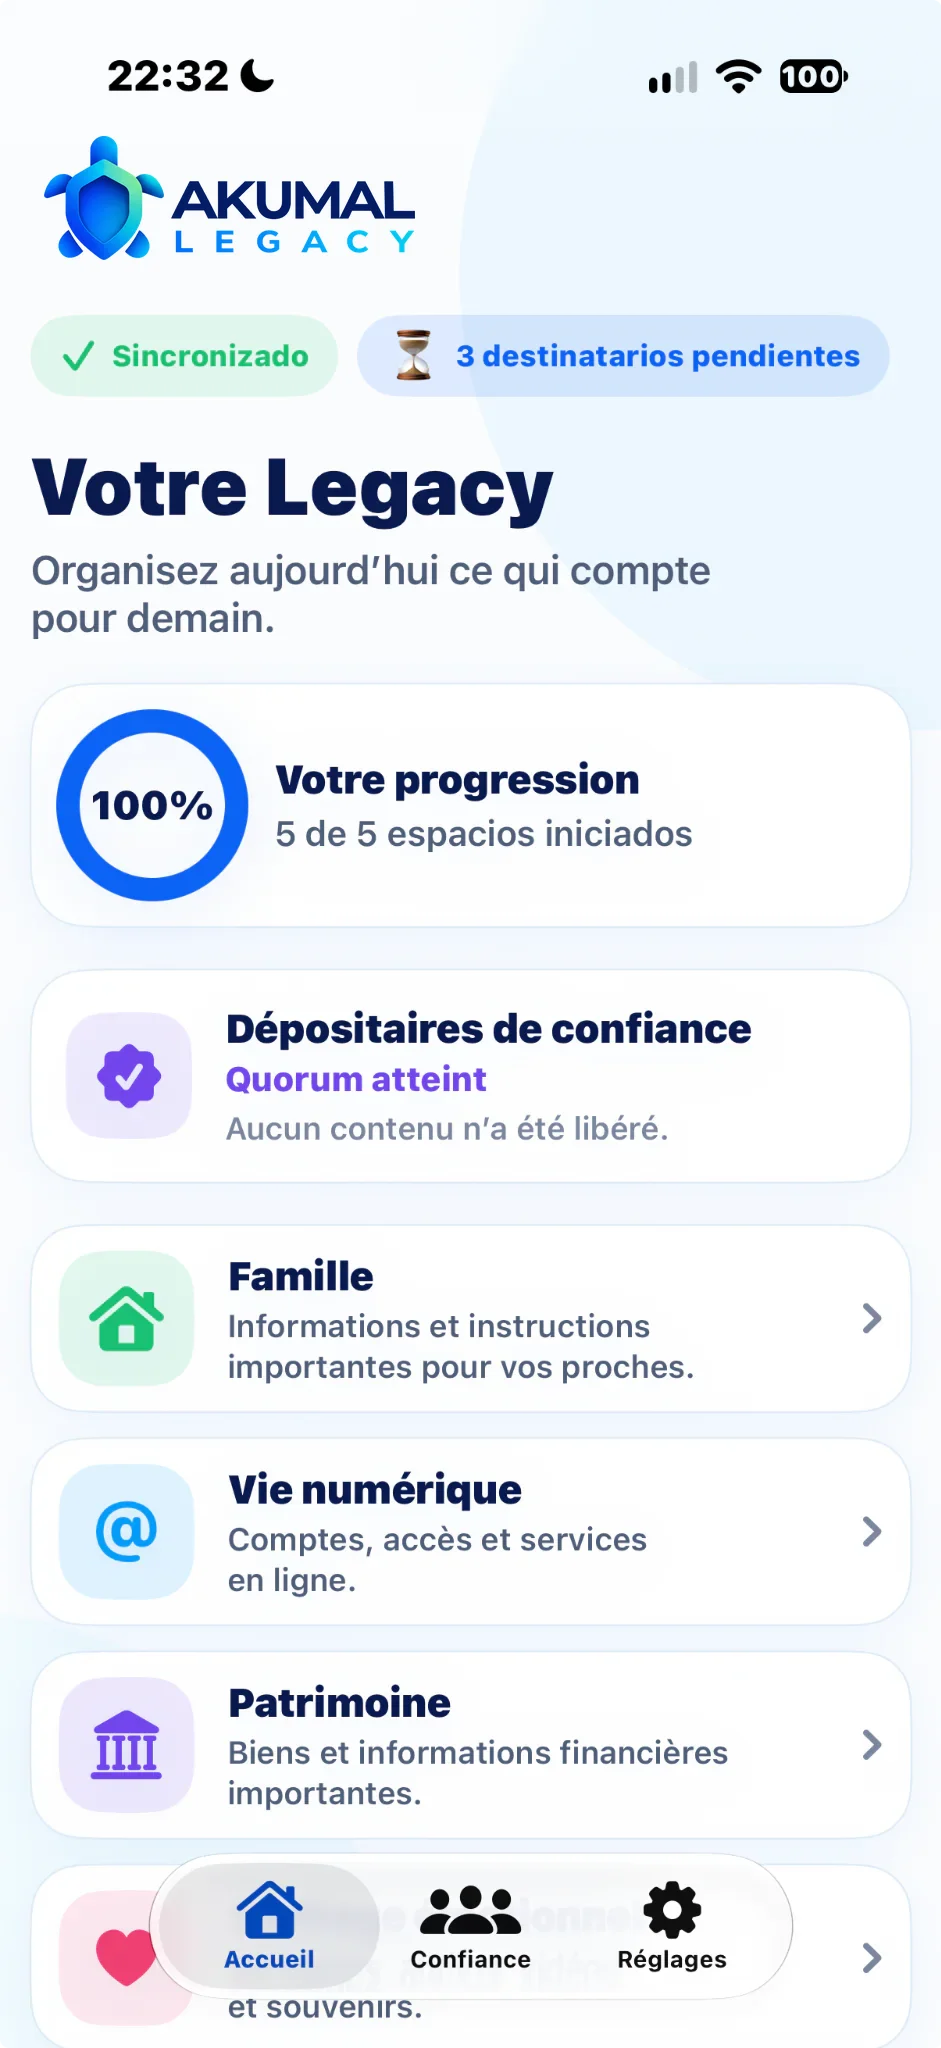 22:32
100
AKUMAL
LEGACY
Sincronizado
3 destinatarios pendientes
Votre Legacy
Organisez aujourd’hui ce qui compte
pour demain.
100%
Votre progression
5 de 5 espacios iniciados
Dépositaires de confiance
Quorum atteint
Aucun contenu n’a été libéré.
Famille
Informations et instructions
importantes pour vos proches.
@
Vie numérique
Comptes, accès et services
en ligne.
Patrimoine
Biens et informations financières
importantes.
et souvenirs.
Accueil
Confiance
Réglages